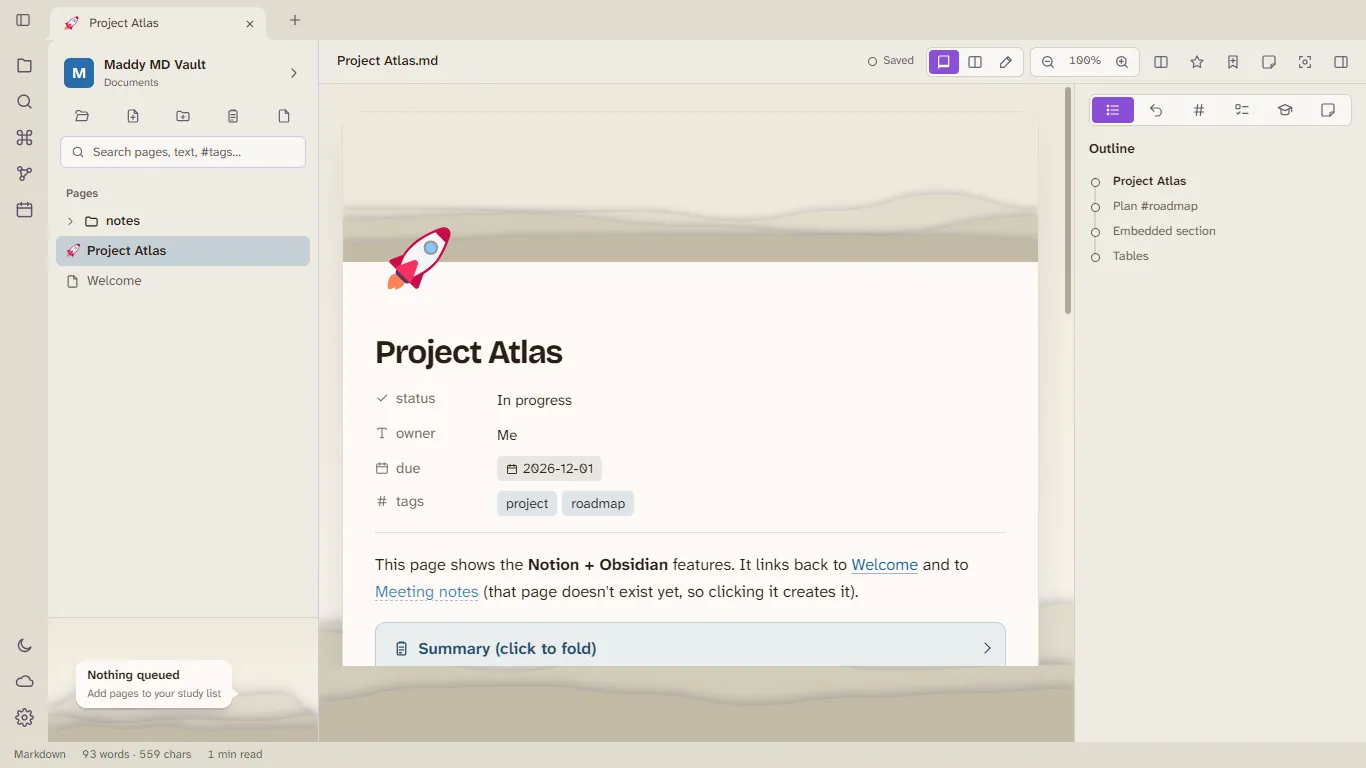 Project Atlas
M
Maddy MD Vault
Documents
Search pages, text, #tags...
Pages
notes
Project Atlas
Welcome
Nothing queued
Add pages to your study list
Project Atlas.md
Saved
100%
Project Atlas
status
In progress
owner
Me
due
2026-12-01
# tags
project
roadmap
This page shows the Notion + Obsidian features. It links back to Welcome and to
Meeting notes (that page doesn't exist yet, so clicking it creates it).
Summary (click to fold)
Outline
Project Atlas
Plan #roadmap
Embedded section
Tables
Markdown
93 words · 559 chars
1 min read